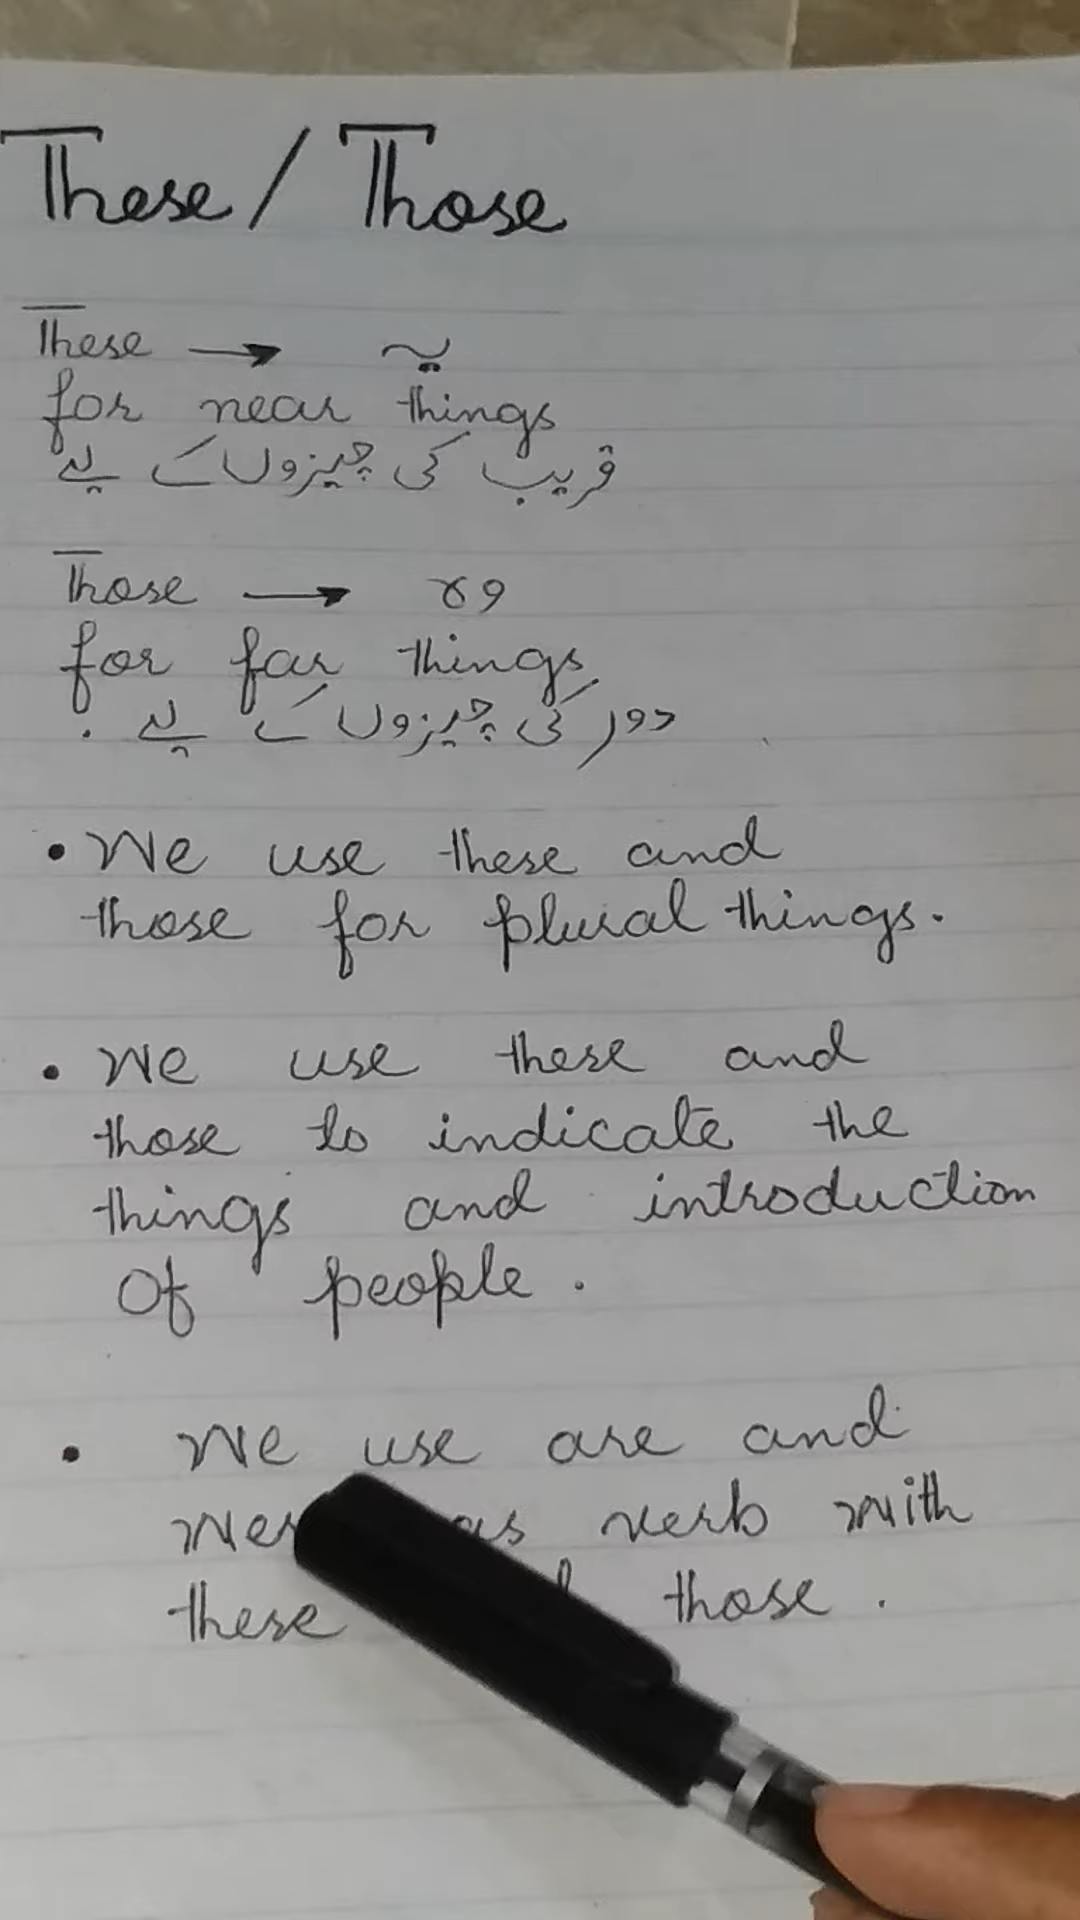 These / Those
These → یہ
for near things
قریب کی چیزوں کے لیے
Those → وہ
for far things
دور کی چیزوں کے لیے .
• We use these and
those for plural things.
• We use these and
those to indicate the
things and introduction
of people.
• We use are and
as verb with
these those.